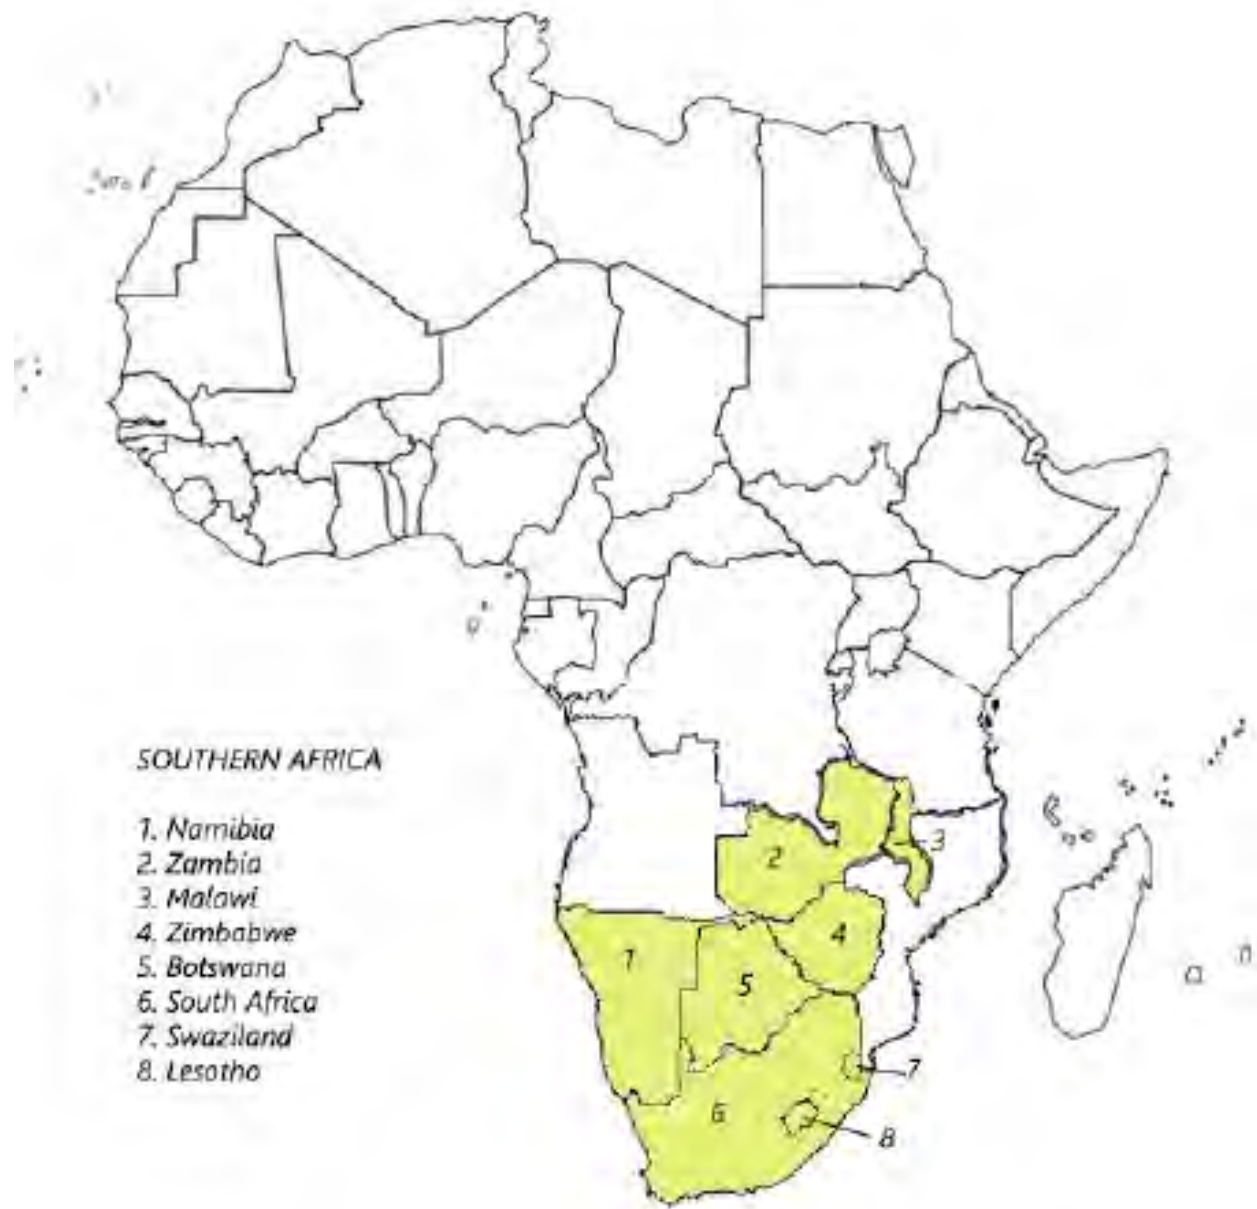 SOUTHERN AFRICA
1. Namibia
2. Zambia
3. Malawi
4. Zimbabwe
5. Botswana
6. South Africa
7. Swaziland
8. Lesotho
2
3
1
4
5
7
6
8